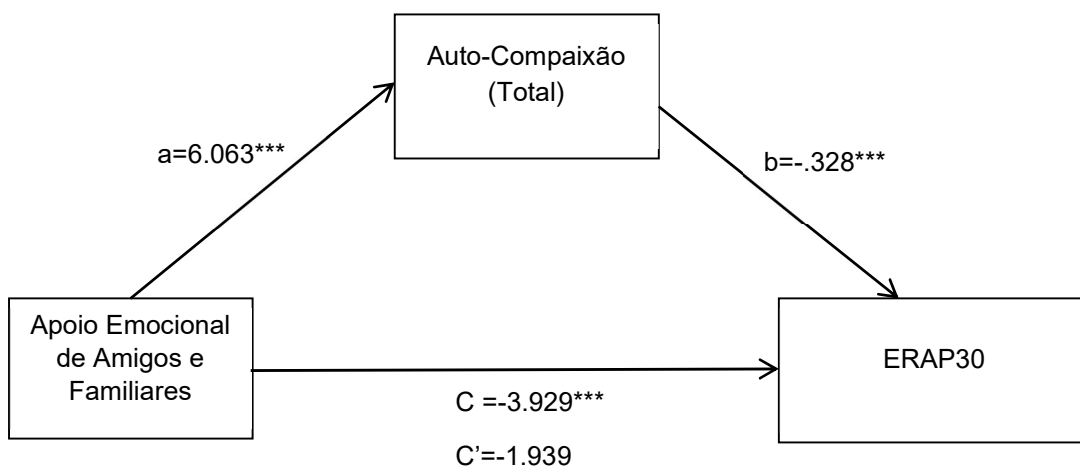 Auto-Compaixão
(Total)
a=6.063***
b=-.328***
Apoio Emocional
de Amigos e
Familiares
ERAP30
C =-3.929***
C’=-1.939